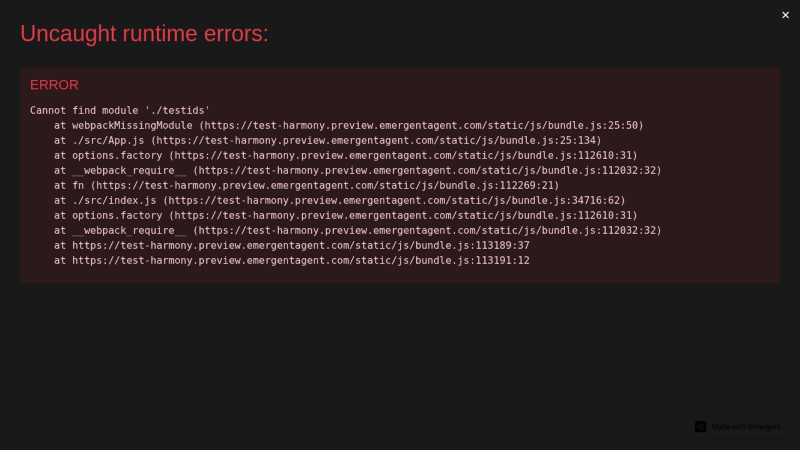 Uncaught runtime errors:
×
ERROR
Cannot find module './testids'
    at webpackMissingModule (https://test-harmony.preview.emergentagent.com/static/js/bundle.js:25:50)
    at ./src/App.js (https://test-harmony.preview.emergentagent.com/static/js/bundle.js:25:134)
    at options.factory (https://test-harmony.preview.emergentagent.com/static/js/bundle.js:112610:31)
    at __webpack_require__ (https://test-harmony.preview.emergentagent.com/static/js/bundle.js:112032:32)
    at fn (https://test-harmony.preview.emergentagent.com/static/js/bundle.js:112269:21)
    at ./src/index.js (https://test-harmony.preview.emergentagent.com/static/js/bundle.js:34716:62)
    at options.factory (https://test-harmony.preview.emergentagent.com/static/js/bundle.js:112610:31)
    at __webpack_require__ (https://test-harmony.preview.emergentagent.com/static/js/bundle.js:112032:32)
    at https://test-harmony.preview.emergentagent.com/static/js/bundle.js:113189:37
    at https://test-harmony.preview.emergentagent.com/static/js/bundle.js:113191:12
Made with Emergent